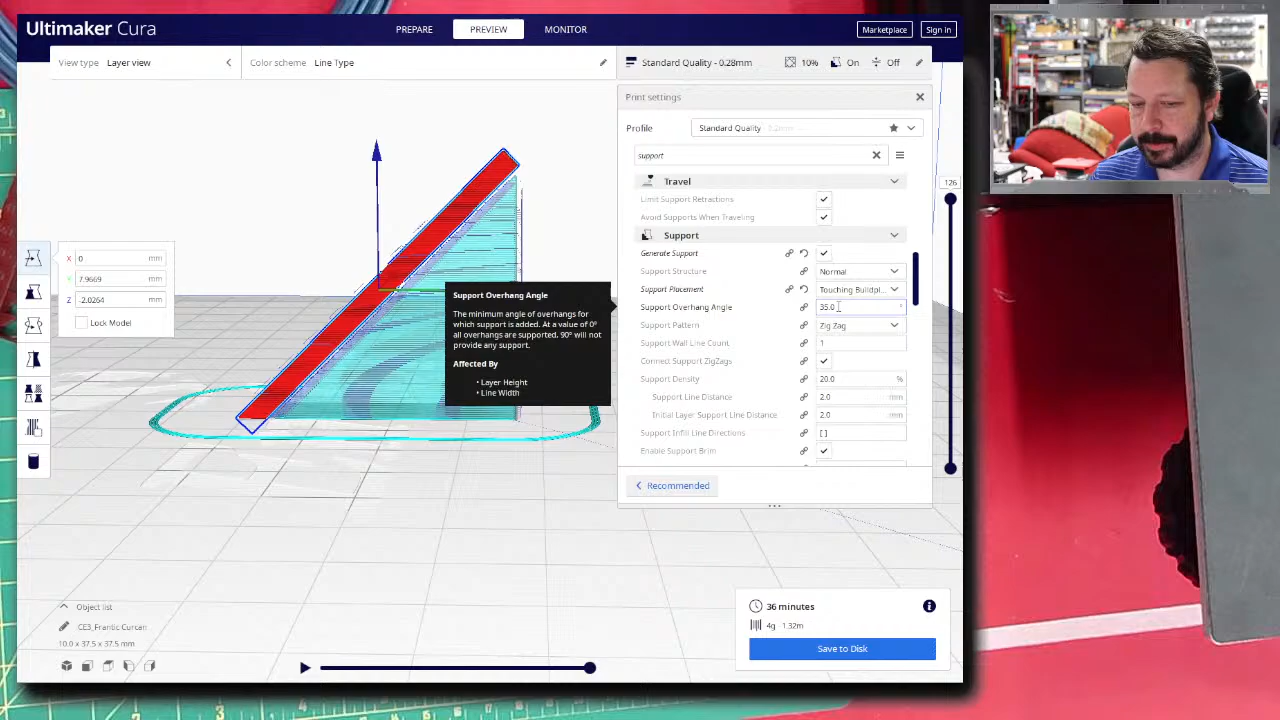 Ultimaker Cura
PREPARE
PREVIEW
MONITOR
Marketplace
Sign in
View type
Layer view
Color scheme
Line Type
Standard Quality - 0.28mm
10%
On
Off
Print settings
Profile
Standard Quality - 0.2mm
support
Travel
Limit Support Retractions
Avoid Supports When Traveling
Support
Generate Support
Support Structure
Normal
Support Placement
Touching Buildpl...
Support Overhang Angle
35.0
°
Support Pattern
Zig Zag
Support Wall Line Count
1
Connect Support ZigZags
Support Density
20.0
%
Support Line Distance
2.0
mm
Initial Layer Support Line Distance
2.0
mm
Support Infill Line Directions
[ ]
Enable Support Brim
Recommended
126
X
0
mm
Y
7.9669
mm
Z
-2.0264
mm
Lock Model
Support Overhang Angle
The minimum angle of overhangs for
which support is added. At a value of 0°
all overhangs are supported, 90° will not
provide any support.
Affected By
• Layer Height
• Line Width
Object list
CE3_Frantic Curcan
10.0 x 37.5 x 37.5 mm
36 minutes
4g
1.32m
Save to Disk